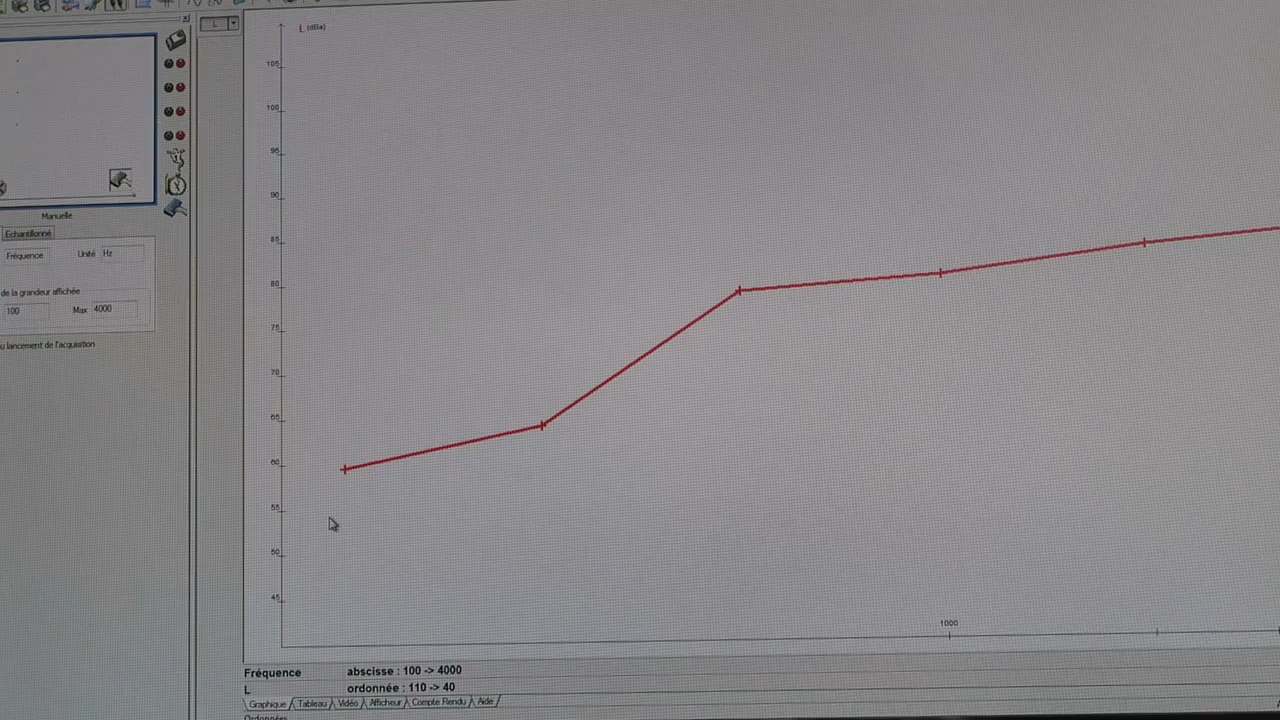 L
L (dBa)
105
100
95
90
85
80
75
70
65
60
55
50
45
1000
Manuelle
Echantillonné
Fréquence Unité Hz
de la grandeur affichée
100 Max 4000
u lancement de l'acquisition
Fréquence abscisse : 100 -> 4000
L ordonnée : 110 -> 40
Graphique Tableau Vidéo Afficheur Compte Rendu Aide
Ordonnées